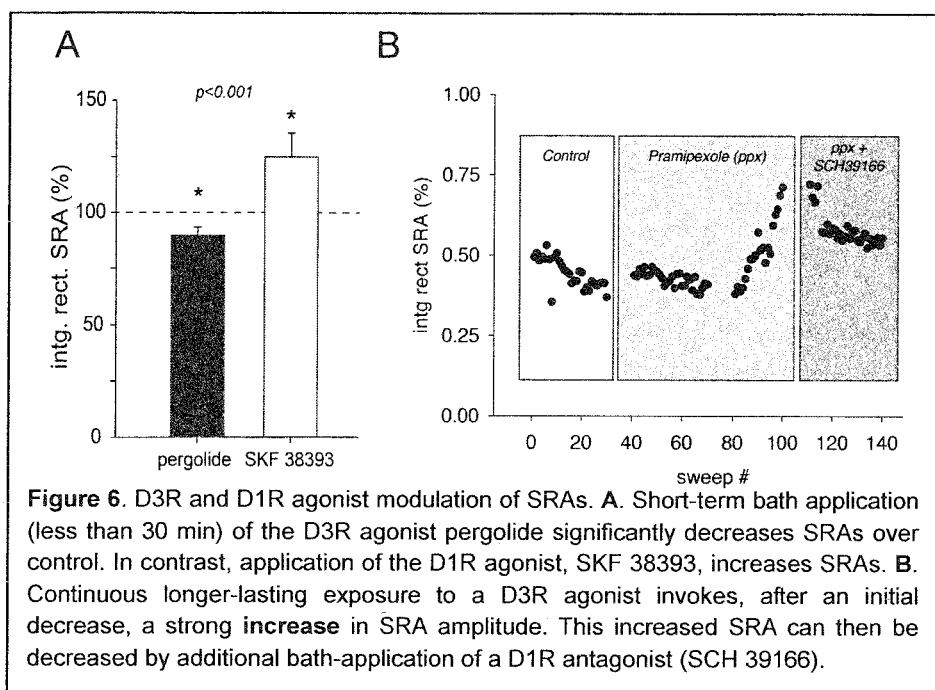 A
B
p<0.001
150
100
50
0
*
*
intg. rect. SRA (%)
pergolide SKF 38393
1.00
0.75
0.50
0.25
0.00
intg rect SRA (%)
Control
Pramipexole (ppx)
ppx +
SCH39166
0 20 40 60 80 100 120 140
sweep #
Figure 6. D3R and D1R agonist modulation of SRAs. A. Short-term bath application
(less than 30 min) of the D3R agonist pergolide significantly decreases SRAs over
control. In contrast, application of the D1R agonist, SKF 38393, increases SRAs. B.
Continuous longer-lasting exposure to a D3R agonist invokes, after an initial
decrease, a strong increase in SRA amplitude. This increased SRA can then be
decreased by additional bath-application of a D1R antagonist (SCH 39166).